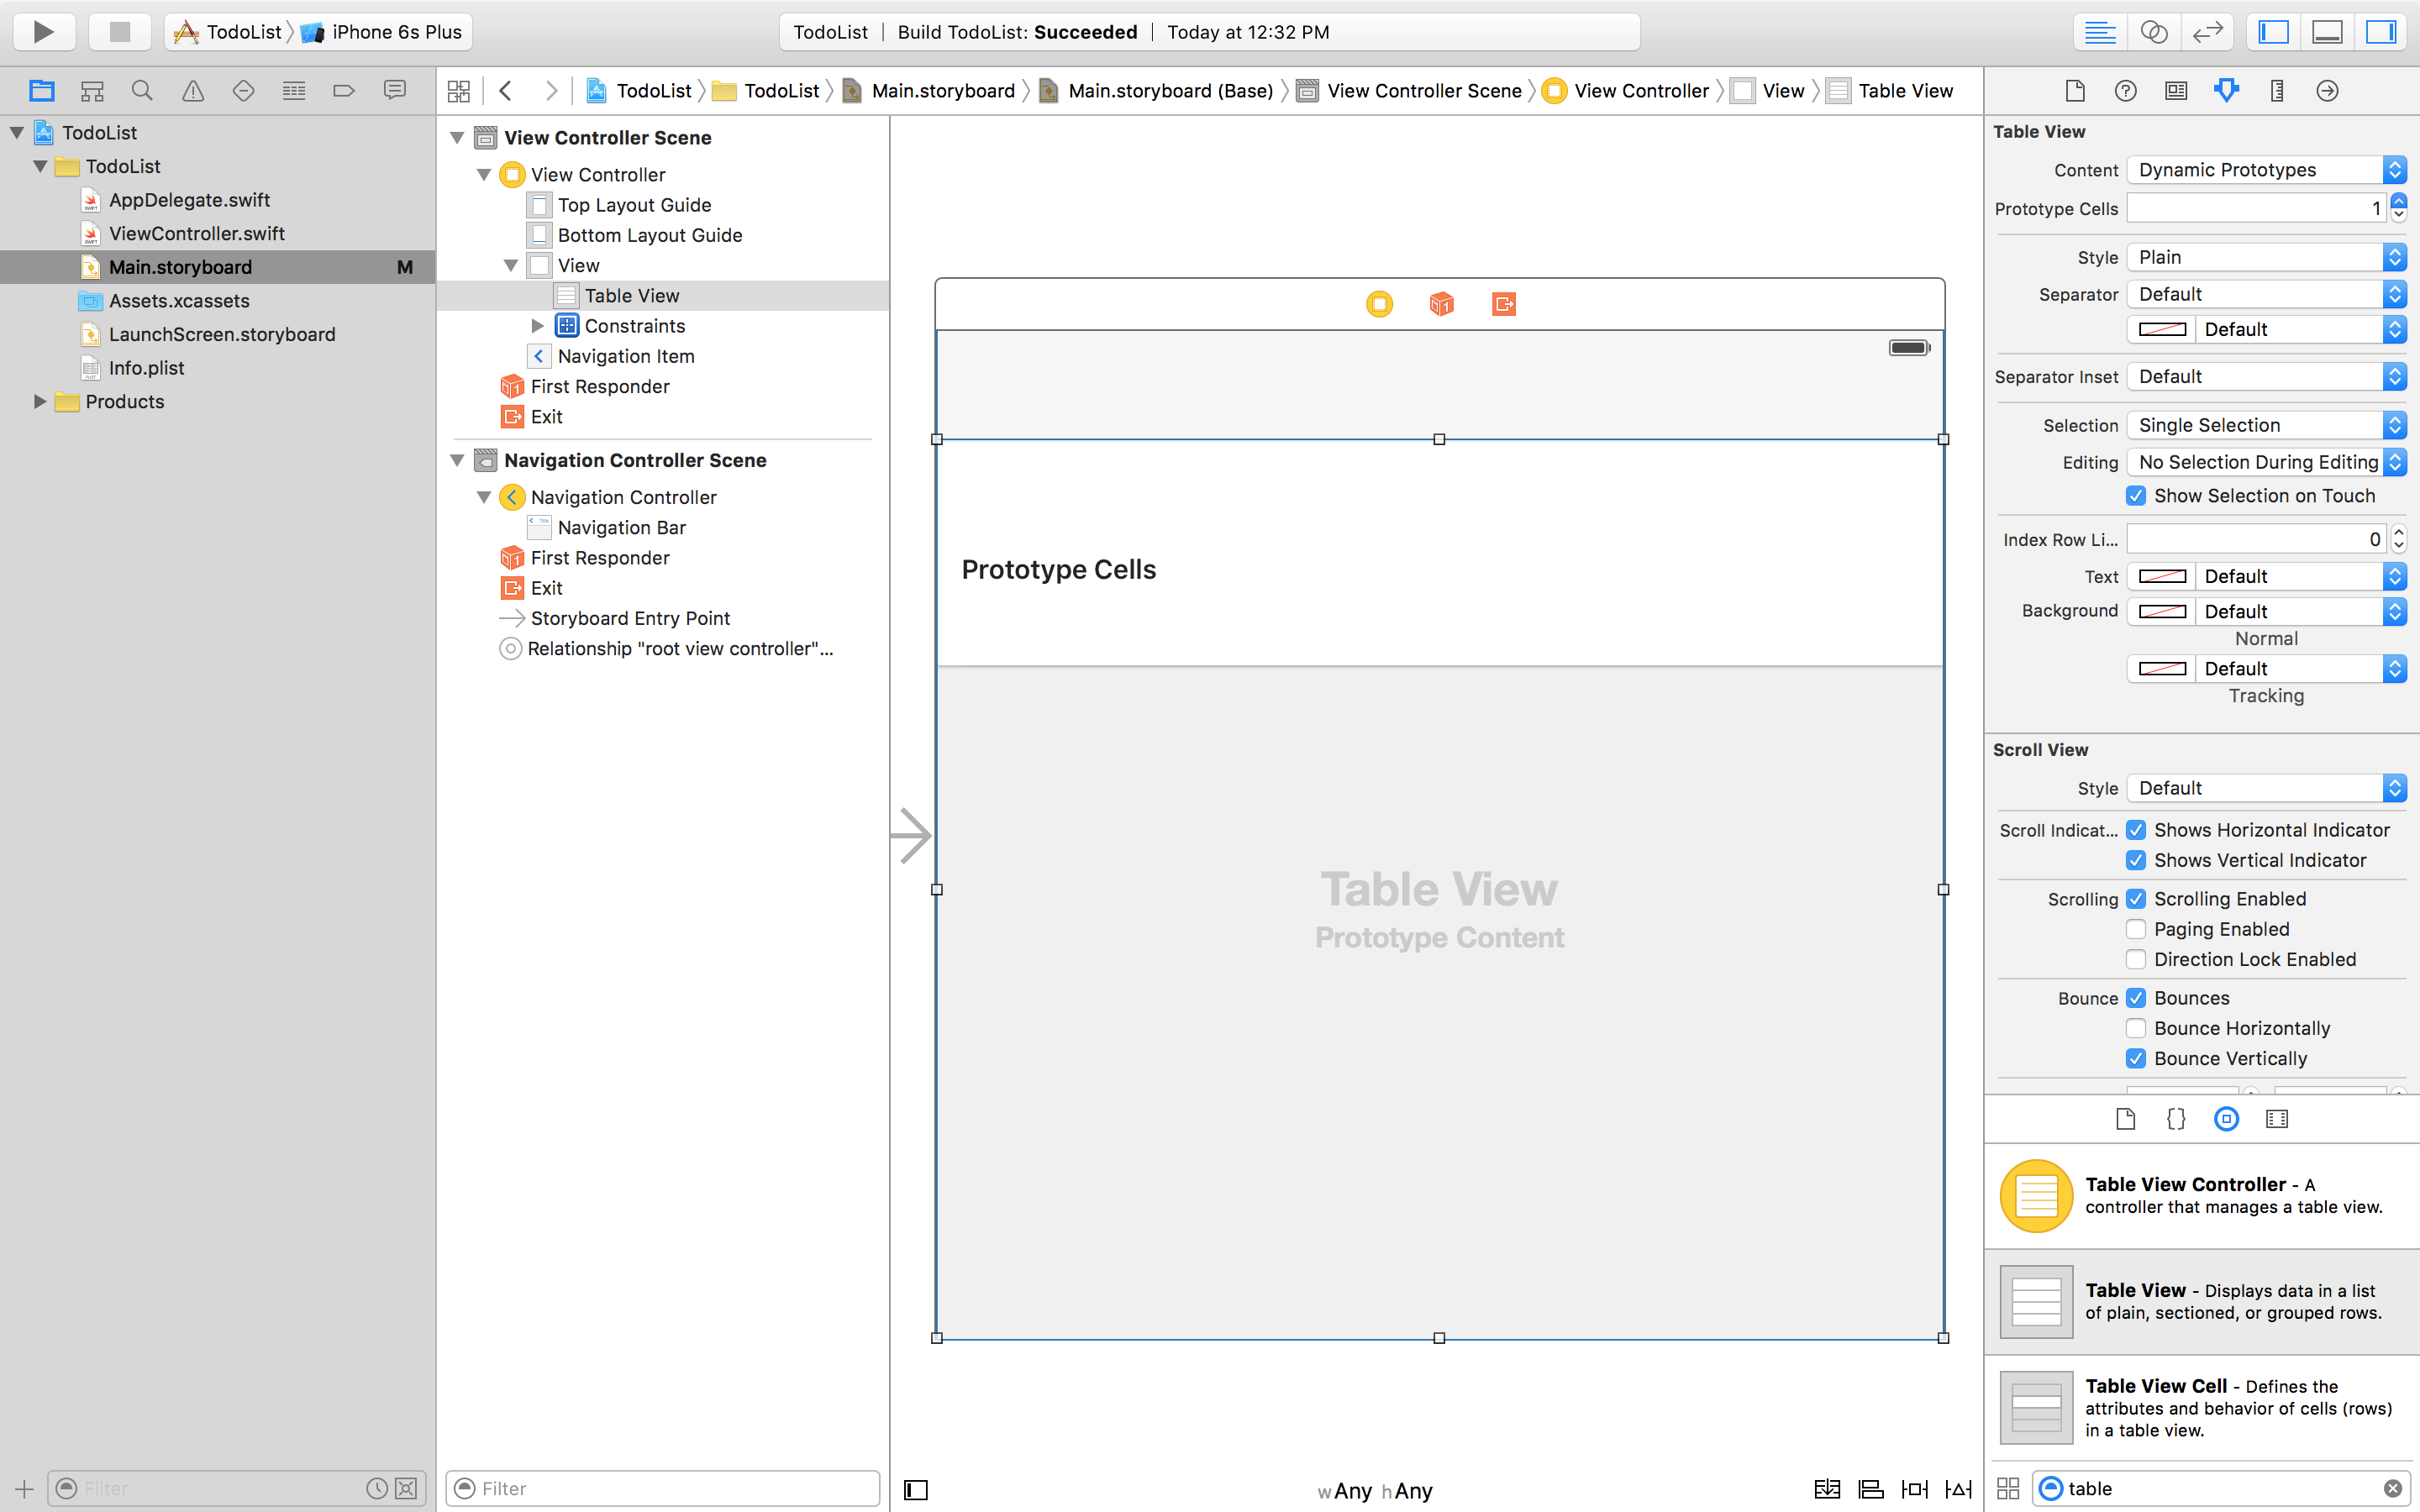 TodoList iPhone 6s Plus
TodoList | Build TodoList: Succeeded | Today at 12:32 PM
TodoList TodoList Main.storyboard Main.storyboard (Base) View Controller Scene View Controller View Table View
TodoList
TodoList
AppDelegate.swift
ViewController.swift
Main.storyboard M
Assets.xcassets
LaunchScreen.storyboard
Info.plist
Products
Filter
View Controller Scene
View Controller
Top Layout Guide
Bottom Layout Guide
View
Table View
Constraints
Navigation Item
First Responder
Exit
Navigation Controller Scene
Navigation Controller
Navigation Bar
First Responder
Exit
Storyboard Entry Point
Relationship "root view controller"...
Filter
Prototype Cells
Table View
Prototype Content
wAny hAny
Table View
Content Dynamic Prototypes
Prototype Cells 1
Style Plain
Separator Default
Default
Separator Inset Default
Selection Single Selection
Editing No Selection During Editing
Show Selection on Touch
Index Row Li... 0
Text Default
Background Default
Normal
Default
Tracking
Scroll View
Style Default
Scroll Indicat... Shows Horizontal Indicator
Shows Vertical Indicator
Scrolling Scrolling Enabled
Paging Enabled
Direction Lock Enabled
Bounce Bounces
Bounce Horizontally
Bounce Vertically
Table View Controller - A
controller that manages a table view.
Table View - Displays data in a list
of plain, sectioned, or grouped rows.
Table View Cell - Defines the
attributes and behavior of cells (rows)
in a table view.
table